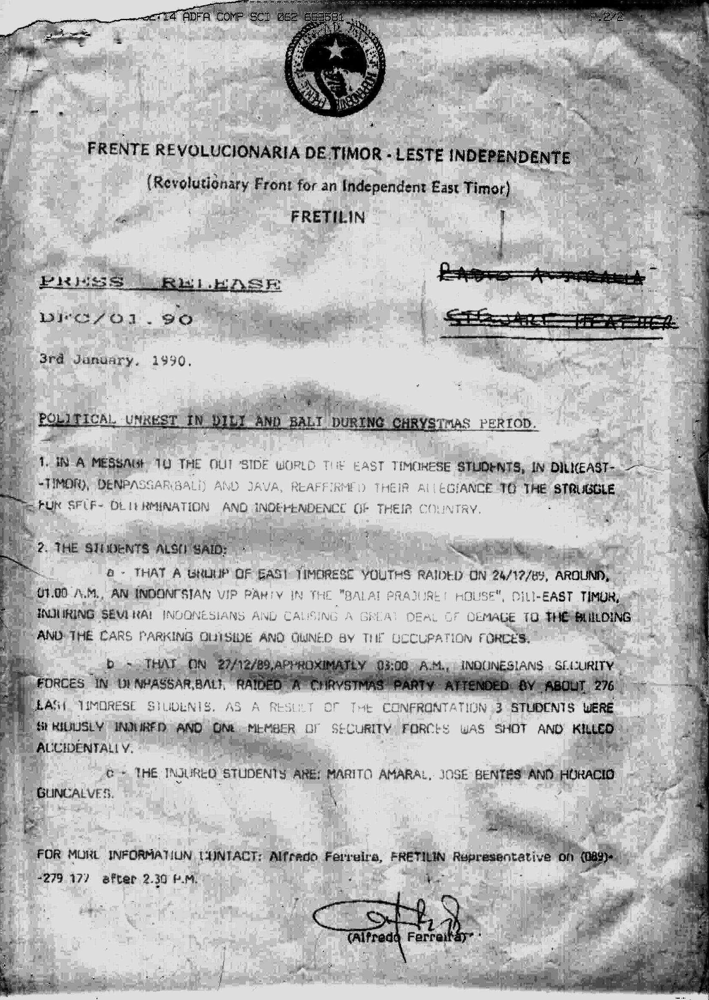 :14 ADFA COMP SCI 062 688581 P.2/2
FRENTE REVOLUCIONARIA DE TIMOR - LESTE INDEPENDENTE
(Revolutionary Front for an Independent East Timor)
FRETILIN
PRESS RELEASE
RADIO AUSTRALIA
DFC/01.90
STEWART HEATHER
3rd January, 1990.
POLITICAL UNREST IN DILI AND BALI DURING CHRYSTMAS PERIOD.
1. IN A MESSAGE TO THE OUT SIDE WORLD THE EAST TIMORESE STUDENTS, IN DILI(EAST-
-TIMOR), DENPASSAR(BALI) AND JAVA, REAFFIRMED THEIR ALLEGIANCE TO THE STRUGGLE
FOR SELF- DETERMINATION AND INDEPENDENCE OF THEIR COUNTRY.
2. THE STUDENTS ALSO SAID:
a - THAT A GROUP OF EAST TIMORESE YOUTHS RAIDED ON 24/12/89, AROUND,
01.00 A.M., AN INDONESIAN VIP PARTY IN THE "BALAI PRAJURET HOUSE", DILI-EAST TIMOR,
INJURING SEVERAL INDONESIANS AND CAUSING A GREAT DEAL OF DEMAGE TO THE BUILDING
AND THE CARS PARKING OUTSIDE AND OWNED BY THE OCCUPATION FORCES.
b - THAT ON 27/12/89,APPROXIMATLY 03:00 A.M., INDONESIANS SECURITY
FORCES IN DENPASSAR,BALI, RAIDED A CHRYSTMAS PARTY ATTENDED BY ABOUT 276
EAST TIMORESE STUDENTS. AS A RESULT OF THE CONFRONTATION 3 STUDENTS WERE
SERIOUSLY INJURED AND ONE MEMBER OF SECURITY FORCES WAS SHOT AND KILLED
ACCIDENTALLY.
c - THE INJURED STUDENTS ARE: MARITO AMARAL, JOSE BENTES AND HORACIO
GONCALVES.
FOR MORE INFORMATION CONTACT: Alfredo Ferreira, FRETILIN Representative on (089)-
-279 177 after 2.30 P.M.
(Alfredo Ferreira)